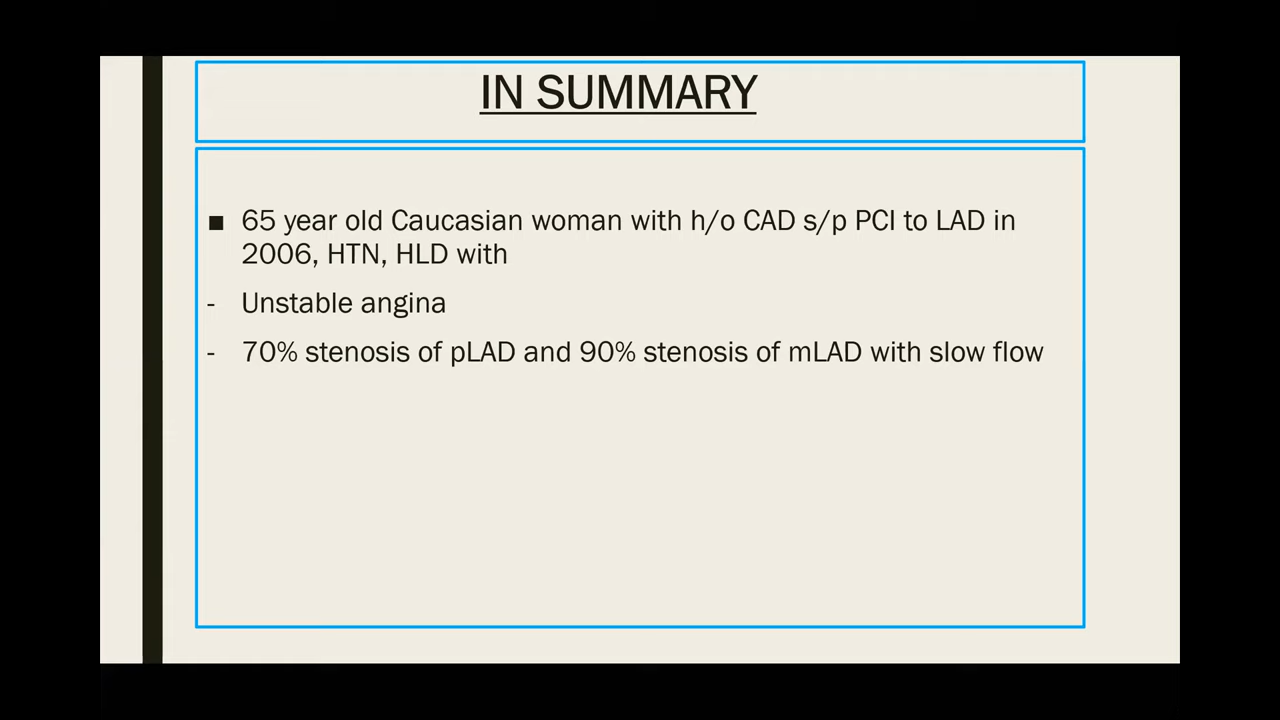 IN SUMMARY
■ 65 year old Caucasian woman with h/o CAD s/p PCI to LAD in
2006, HTN, HLD with
- Unstable angina
- 70% stenosis of pLAD and 90% stenosis of mLAD with slow flow